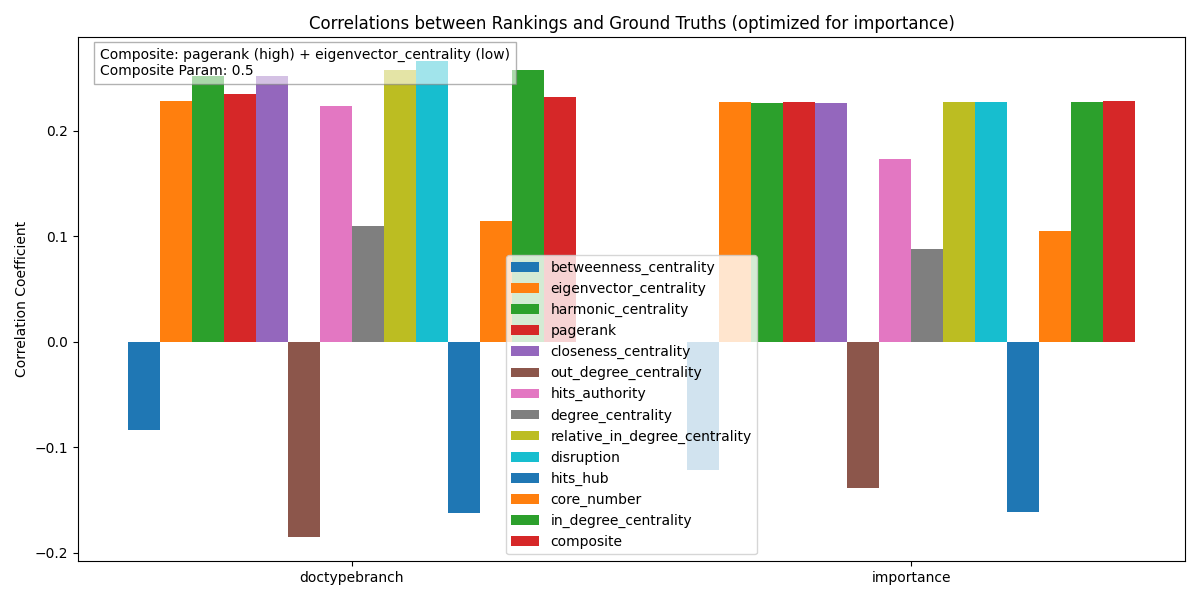 Correlations between Rankings and Ground Truths (optimized for importance)
Composite: pagerank (high) + eigenvector_centrality (low)
Composite Param: 0.5
Correlation Coefficient
0.2
0.1
0.0
−0.1
−0.2
betweenness_centrality
eigenvector_centrality
harmonic_centrality
pagerank
closeness_centrality
out_degree_centrality
hits_authority
degree_centrality
relative_in_degree_centrality
disruption
hits_hub
core_number
in_degree_centrality
composite
doctypebranch
importance